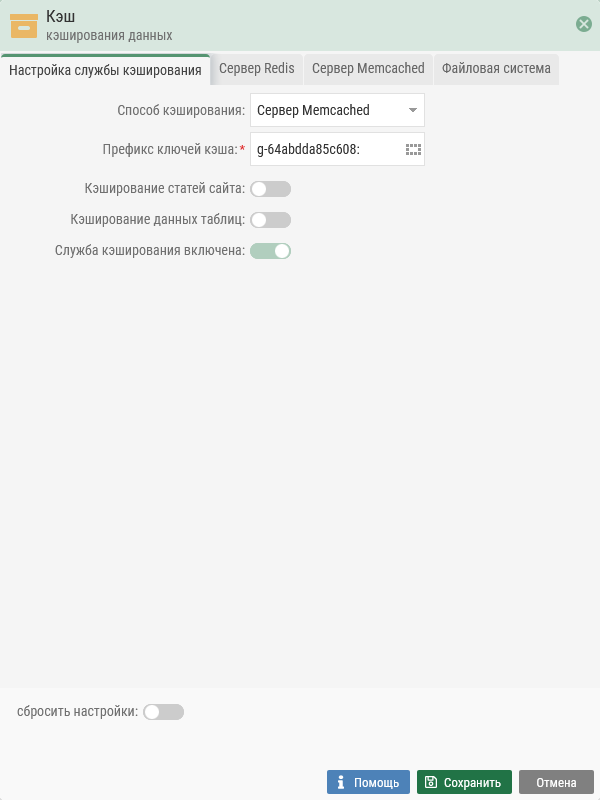 Кэш
кэширования данных
Настройка службы кэширования Сервер Redis Сервер Memcached Файловая система
Способ кэширования: Сервер Memcached
Префикс ключей кэша:* g-64abdda85c608:
Кэширование статей сайта:
Кэширование данных таблиц:
Служба кэширования включена:
сбросить настройки:
Помощь Сохранить Отмена